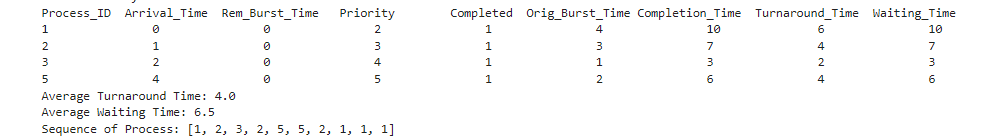 Process_ID Arrival_Time Rem_Burst_Time Priority Completed Orig_Burst_Time Completion_Time Turnaround_Time Waiting_Time
1 0 0 2 1 4 10 6 10
2 1 0 3 1 3 7 4 7
3 2 0 4 1 1 3 2 3
5 4 0 5 1 2 6 4 6
Average Turnaround Time: 4.0
Average Waiting Time: 6.5
Sequence of Process: [1, 2, 3, 2, 5, 5, 2, 1, 1, 1]